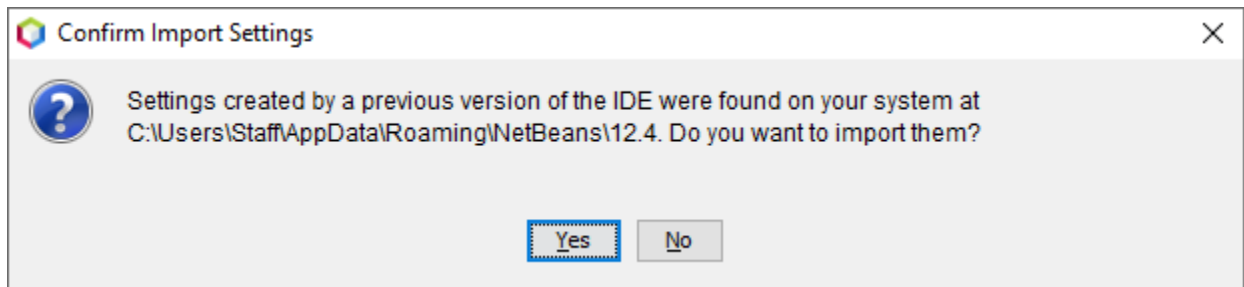 Confirm Import Settings
Settings created by a previous version of the IDE were found on your system at
C:\Users\Staff\AppData\Roaming\NetBeans\12.4. Do you want to import them?
Yes No